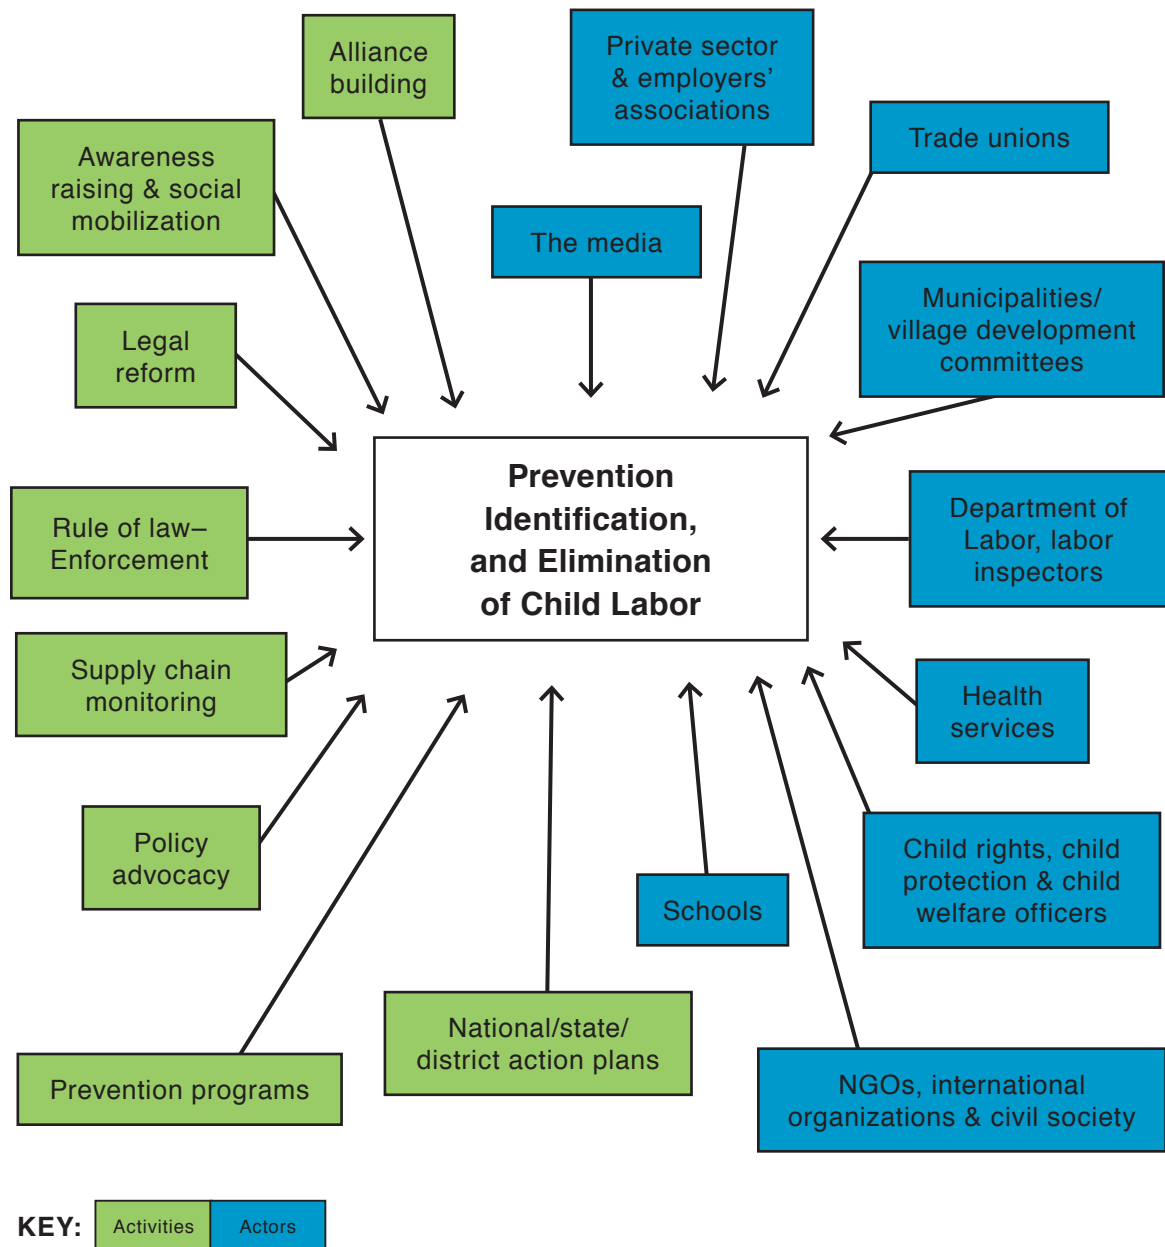 Alliance
building
Private sector
& employers’
associations
Trade unions
Awareness
raising & social
mobilization
The media
Municipalities/
village development
committees
Legal
reform
Prevention
Identification,
and Elimination
of Child Labor
Rule of law–
Enforcement
Department of
Labor, labor
inspectors
Supply chain
monitoring
Health
services
Policy
advocacy
Child rights, child
protection & child
welfare officers
Schools
National/state/
district action plans
Prevention programs
NGOs, international
organizations & civil society
KEY: Activities Actors